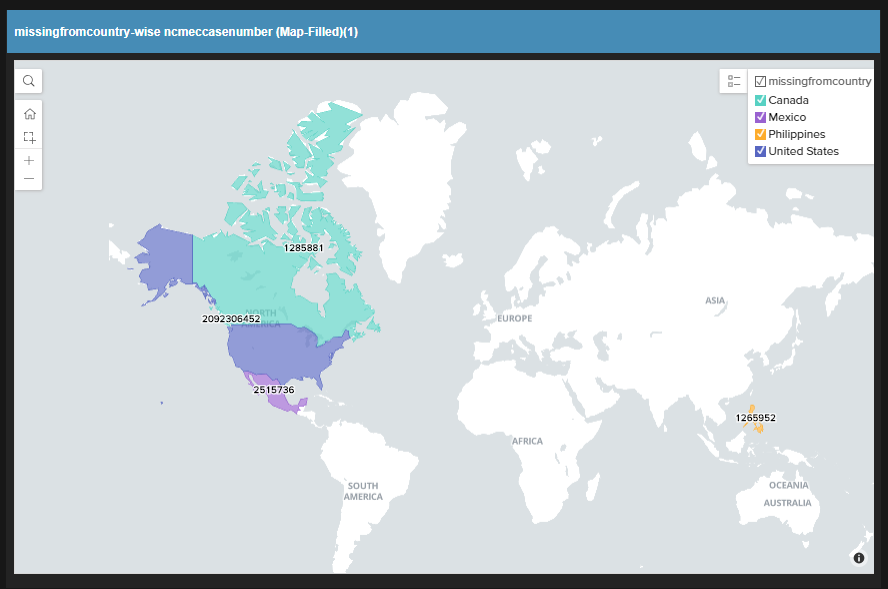 missingfromcountry-wise ncmeccasenumber (Map-Filled)(1)
missingfromcountry
Canada
Mexico
Philippines
United States
1285881
NORTH
AMERICA
2092306452
2515736
EUROPE
ASIA
1265952
AFRICA
SOUTH
AMERICA
OCEANIA
AUSTRALIA